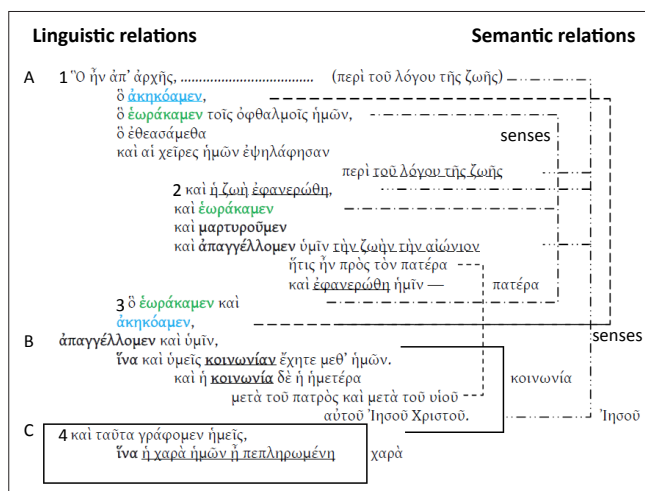 Linguistic relations Semantic relations
A 1 Ὃ ἦν ἀπ’ ἀρχῆς, ..................................... (περὶ τοῦ λόγου τῆς ζωῆς)
ὃ ἀκηκόαμεν,
ὃ ἑωράκαμεν τοῖς ὀφθαλμοῖς ἡμῶν,
ὃ ἐθεασάμεθα senses
καὶ αἱ χεῖρες ἡμῶν ἐψηλάφησαν
περὶ τοῦ λόγου τῆς ζωῆς
2 καὶ ἡ ζωὴ ἐφανερώθη,
καὶ ἑωράκαμεν
καὶ μαρτυροῦμεν
καὶ ἀπαγγέλλομεν ὑμῖν τὴν ζωὴν τὴν αἰώνιον
ἥτις ἦν πρὸς τὸν πατέρα
καὶ ἐφανερώθη ἡμῖν — πατέρα
3 ὃ ἑωράκαμεν καὶ
ἀκηκόαμεν,
B ἀπαγγέλλομεν καὶ ὑμῖν, senses
ἵνα καὶ ὑμεῖς κοινωνίαν ἔχητε μεθ’ ἡμῶν.
καὶ ἡ κοινωνία δὲ ἡ ἡμετέρα κοινωνία
μετὰ τοῦ πατρὸς καὶ μετὰ τοῦ υἱοῦ
αὐτοῦ Ἰησοῦ Χριστοῦ. Ἰησοῦ
C 4 καὶ ταῦτα γράφομεν ἡμεῖς,
ἵνα ἡ χαρὰ ἡμῶν ᾖ πεπληρωμένη χαρὰ